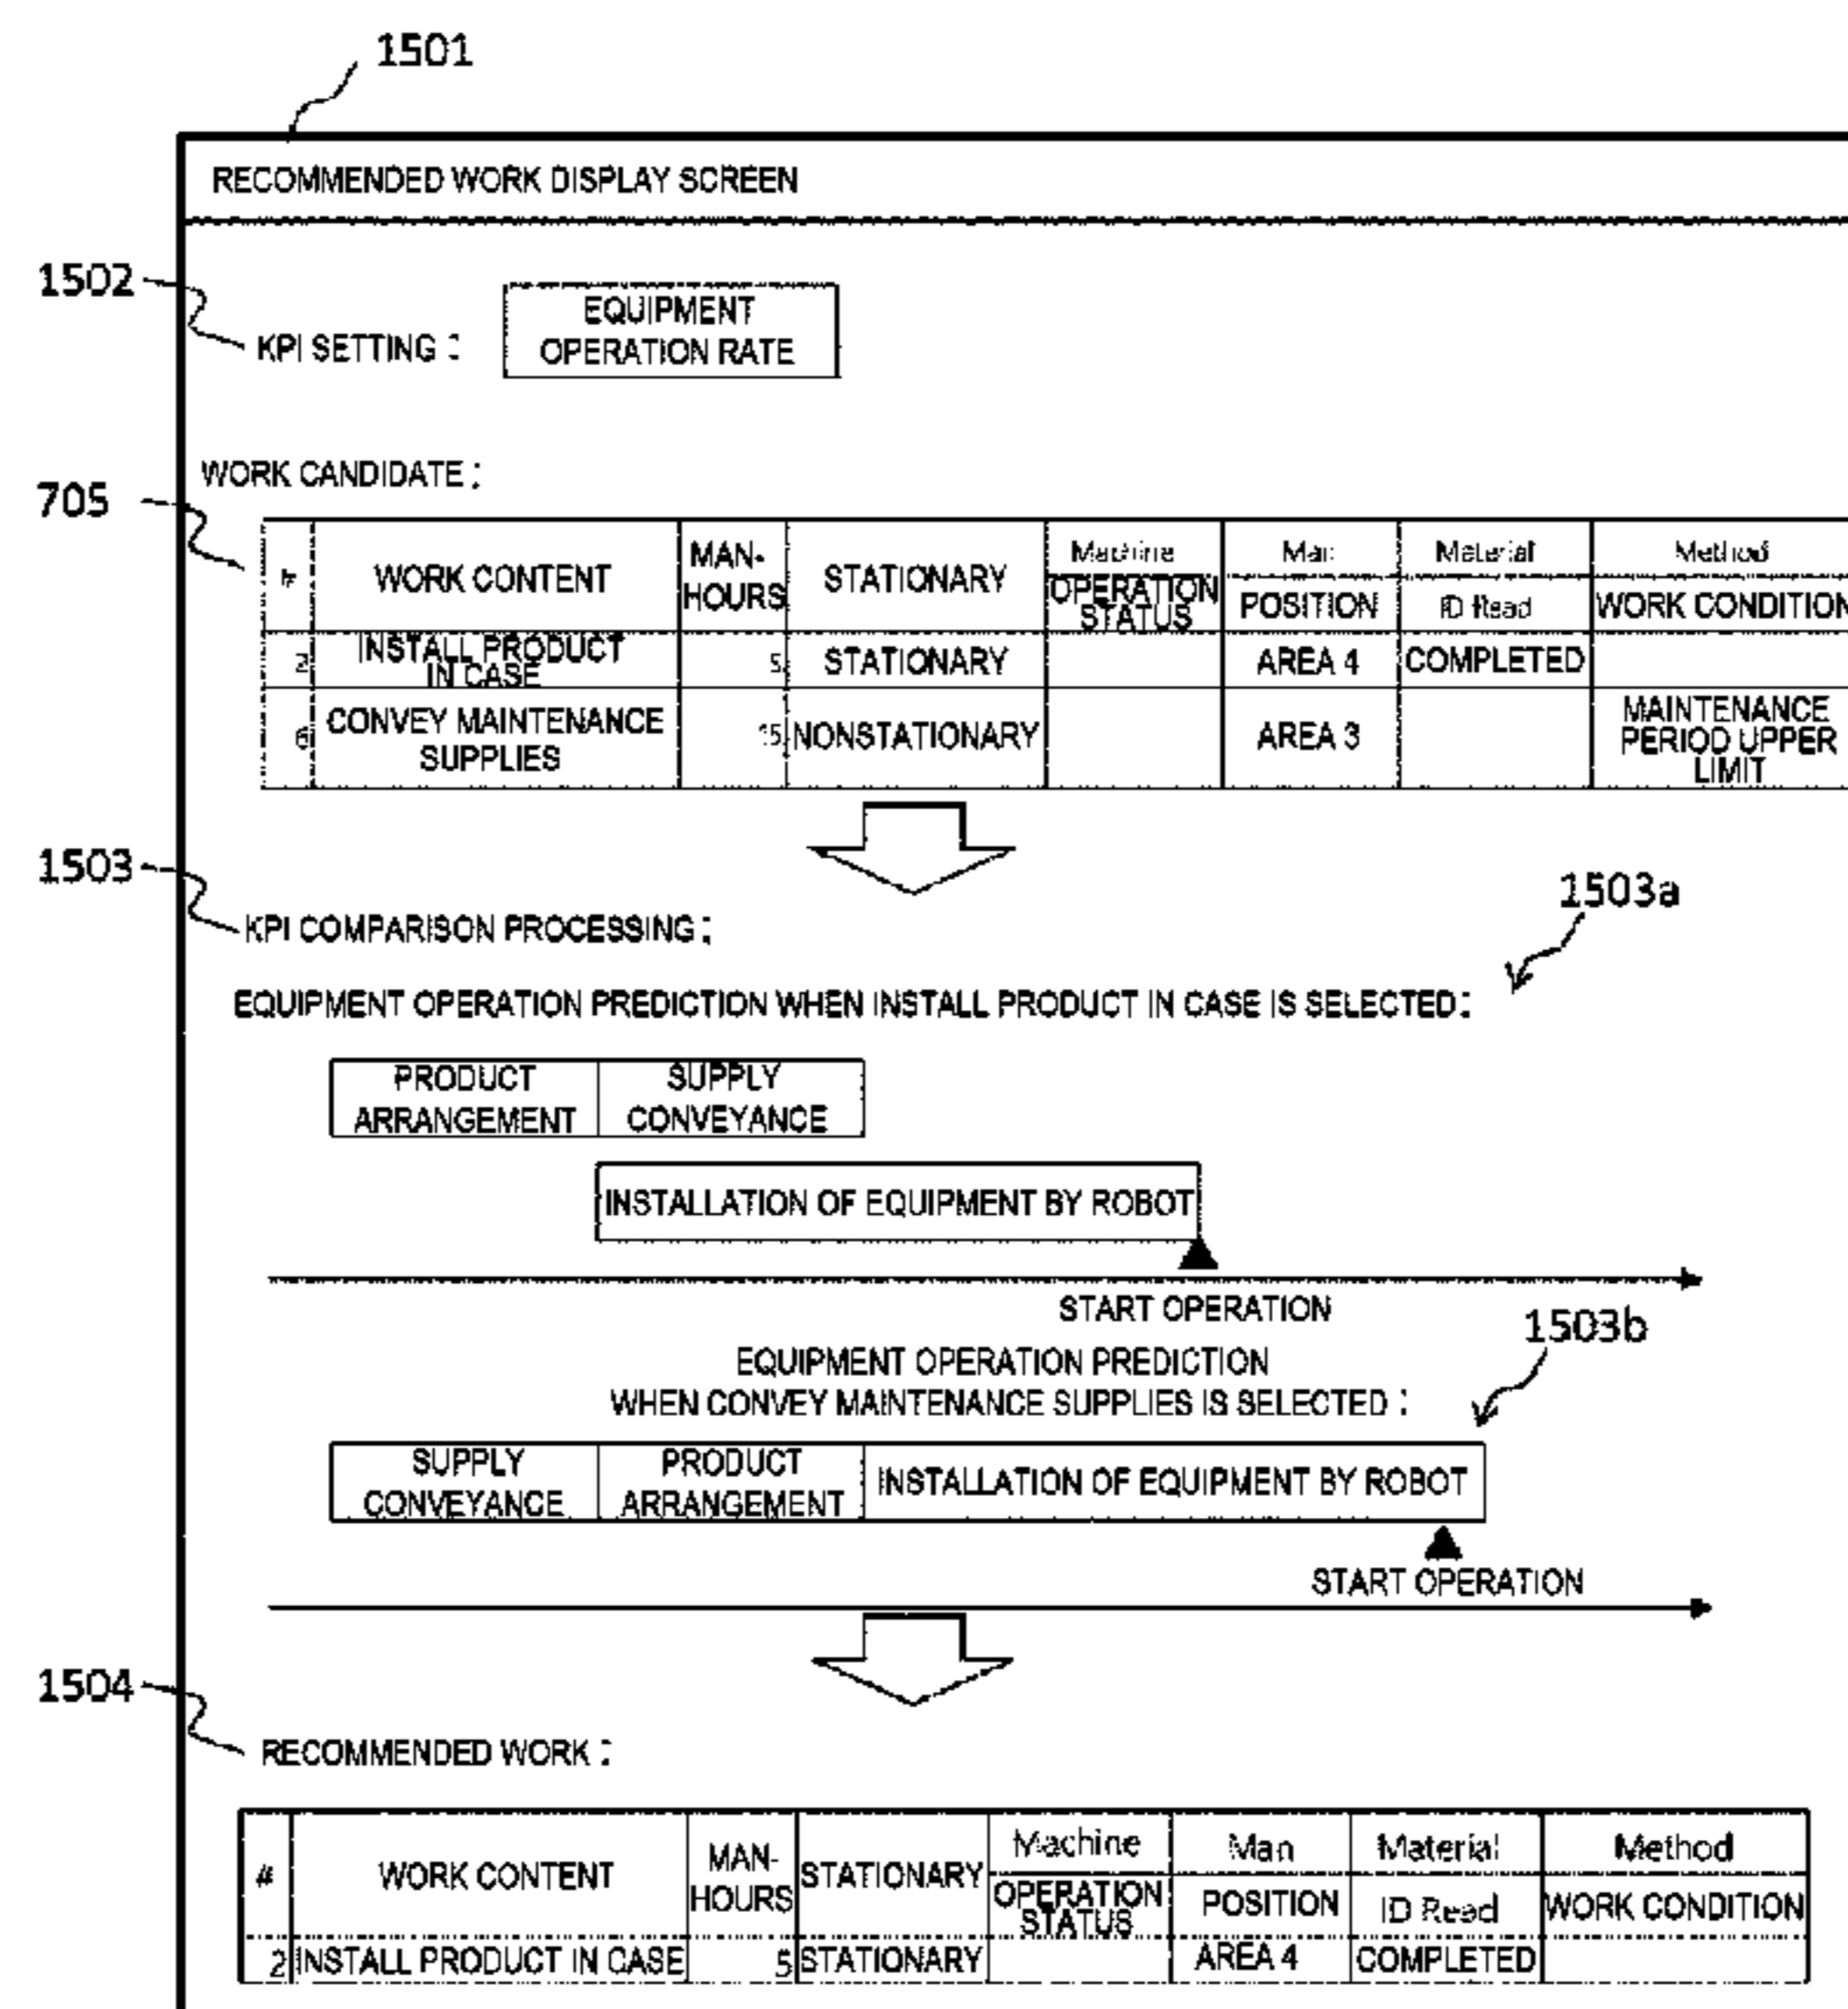 1501
RECOMMENDED WORK DISPLAY SCREEN
1502
KPI SETTING :
EQUIPMENT
OPERATION RATE
WORK CANDIDATE :
705
# WORK CONTENT MAN-HOURS STATIONARY Machine OPERATION STATUS Man POSITION Material ID Read Method WORK CONDITION
2 INSTALL PRODUCT IN CASE 5 STATIONARY AREA 4 COMPLETED
6 CONVEY MAINTENANCE SUPPLIES 15 NONSTATIONARY AREA 3 MAINTENANCE PERIOD UPPER LIMIT
1503
KPI COMPARISON PROCESSING :
1503a
EQUIPMENT OPERATION PREDICTION WHEN INSTALL PRODUCT IN CASE IS SELECTED :
PRODUCT ARRANGEMENT
SUPPLY CONVEYANCE
INSTALLATION OF EQUIPMENT BY ROBOT
START OPERATION
1503b
EQUIPMENT OPERATION PREDICTION
WHEN CONVEY MAINTENANCE SUPPLIES IS SELECTED :
SUPPLY CONVEYANCE
PRODUCT ARRANGEMENT
INSTALLATION OF EQUIPMENT BY ROBOT
START OPERATION
1504
RECOMMENDED WORK :
# WORK CONTENT MAN-HOURS STATIONARY Machine OPERATION STATUS Man POSITION Material ID Read Method WORK CONDITION
2 INSTALL PRODUCT IN CASE 5 STATIONARY AREA 4 COMPLETED